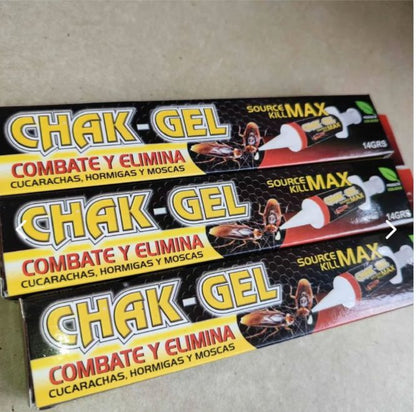 CHAK-GEL
SOURCE KILL MAX
COMBATE Y ELIMINA
CUCARACHAS, HORMIGAS Y MOSCAS
14GRS
CHAK-GEL
SOURCE KILL MAX
COMBATE Y ELIMINA
CUCARACHAS, HORMIGAS Y MOSCAS
14GRS
CHAK-GEL
SOURCE KILL MAX
COMBATE Y ELIMINA
CUCARACHAS, HORMIGAS Y MOSCAS